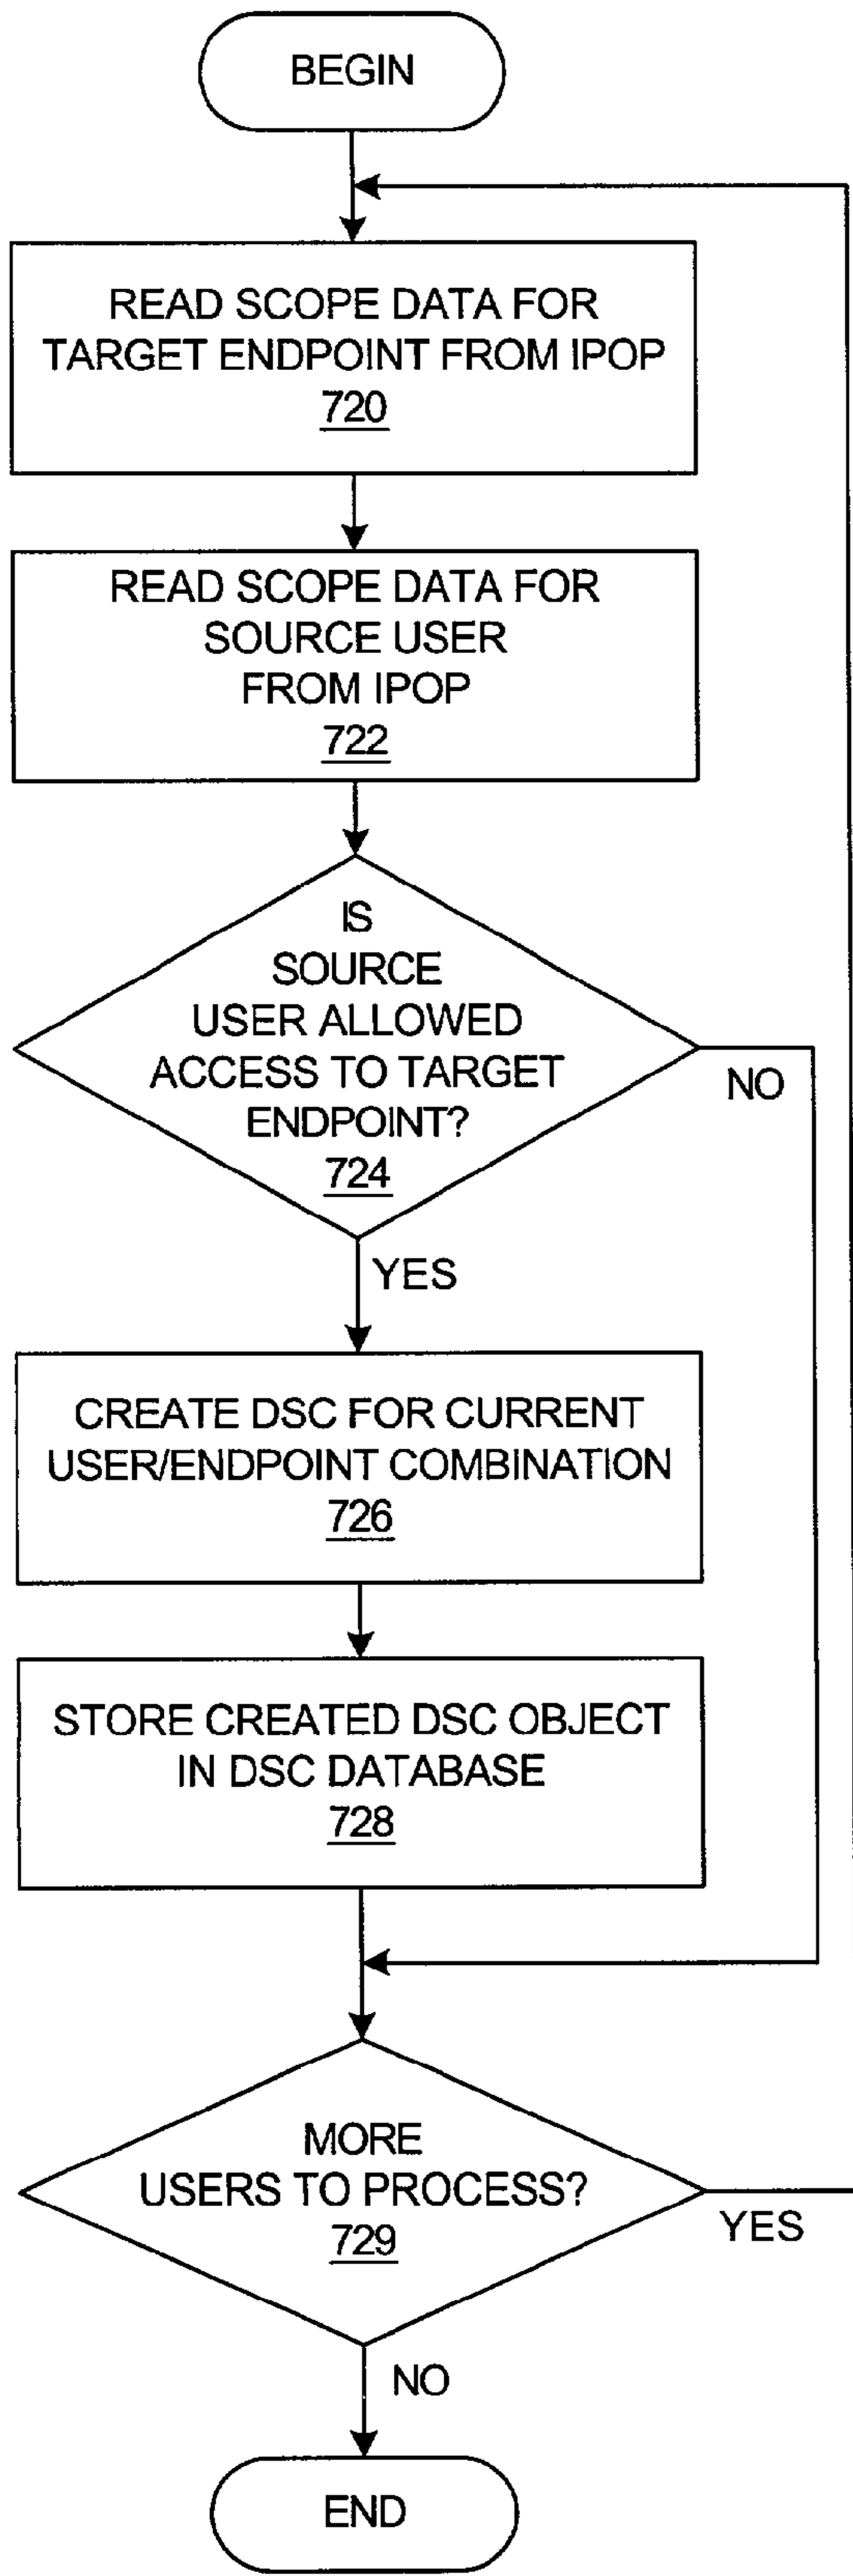 BEGIN
READ SCOPE DATA FOR
TARGET ENDPOINT FROM IPOP
720
READ SCOPE DATA FOR
SOURCE USER
FROM IPOP
722
IS
SOURCE
USER ALLOWED
ACCESS TO TARGET
ENDPOINT?
724
NO
YES
CREATE DSC FOR CURRENT
USER/ENDPOINT COMBINATION
726
STORE CREATED DSC OBJECT
IN DSC DATABASE
728
MORE
USERS TO PROCESS?
729
YES
NO
END